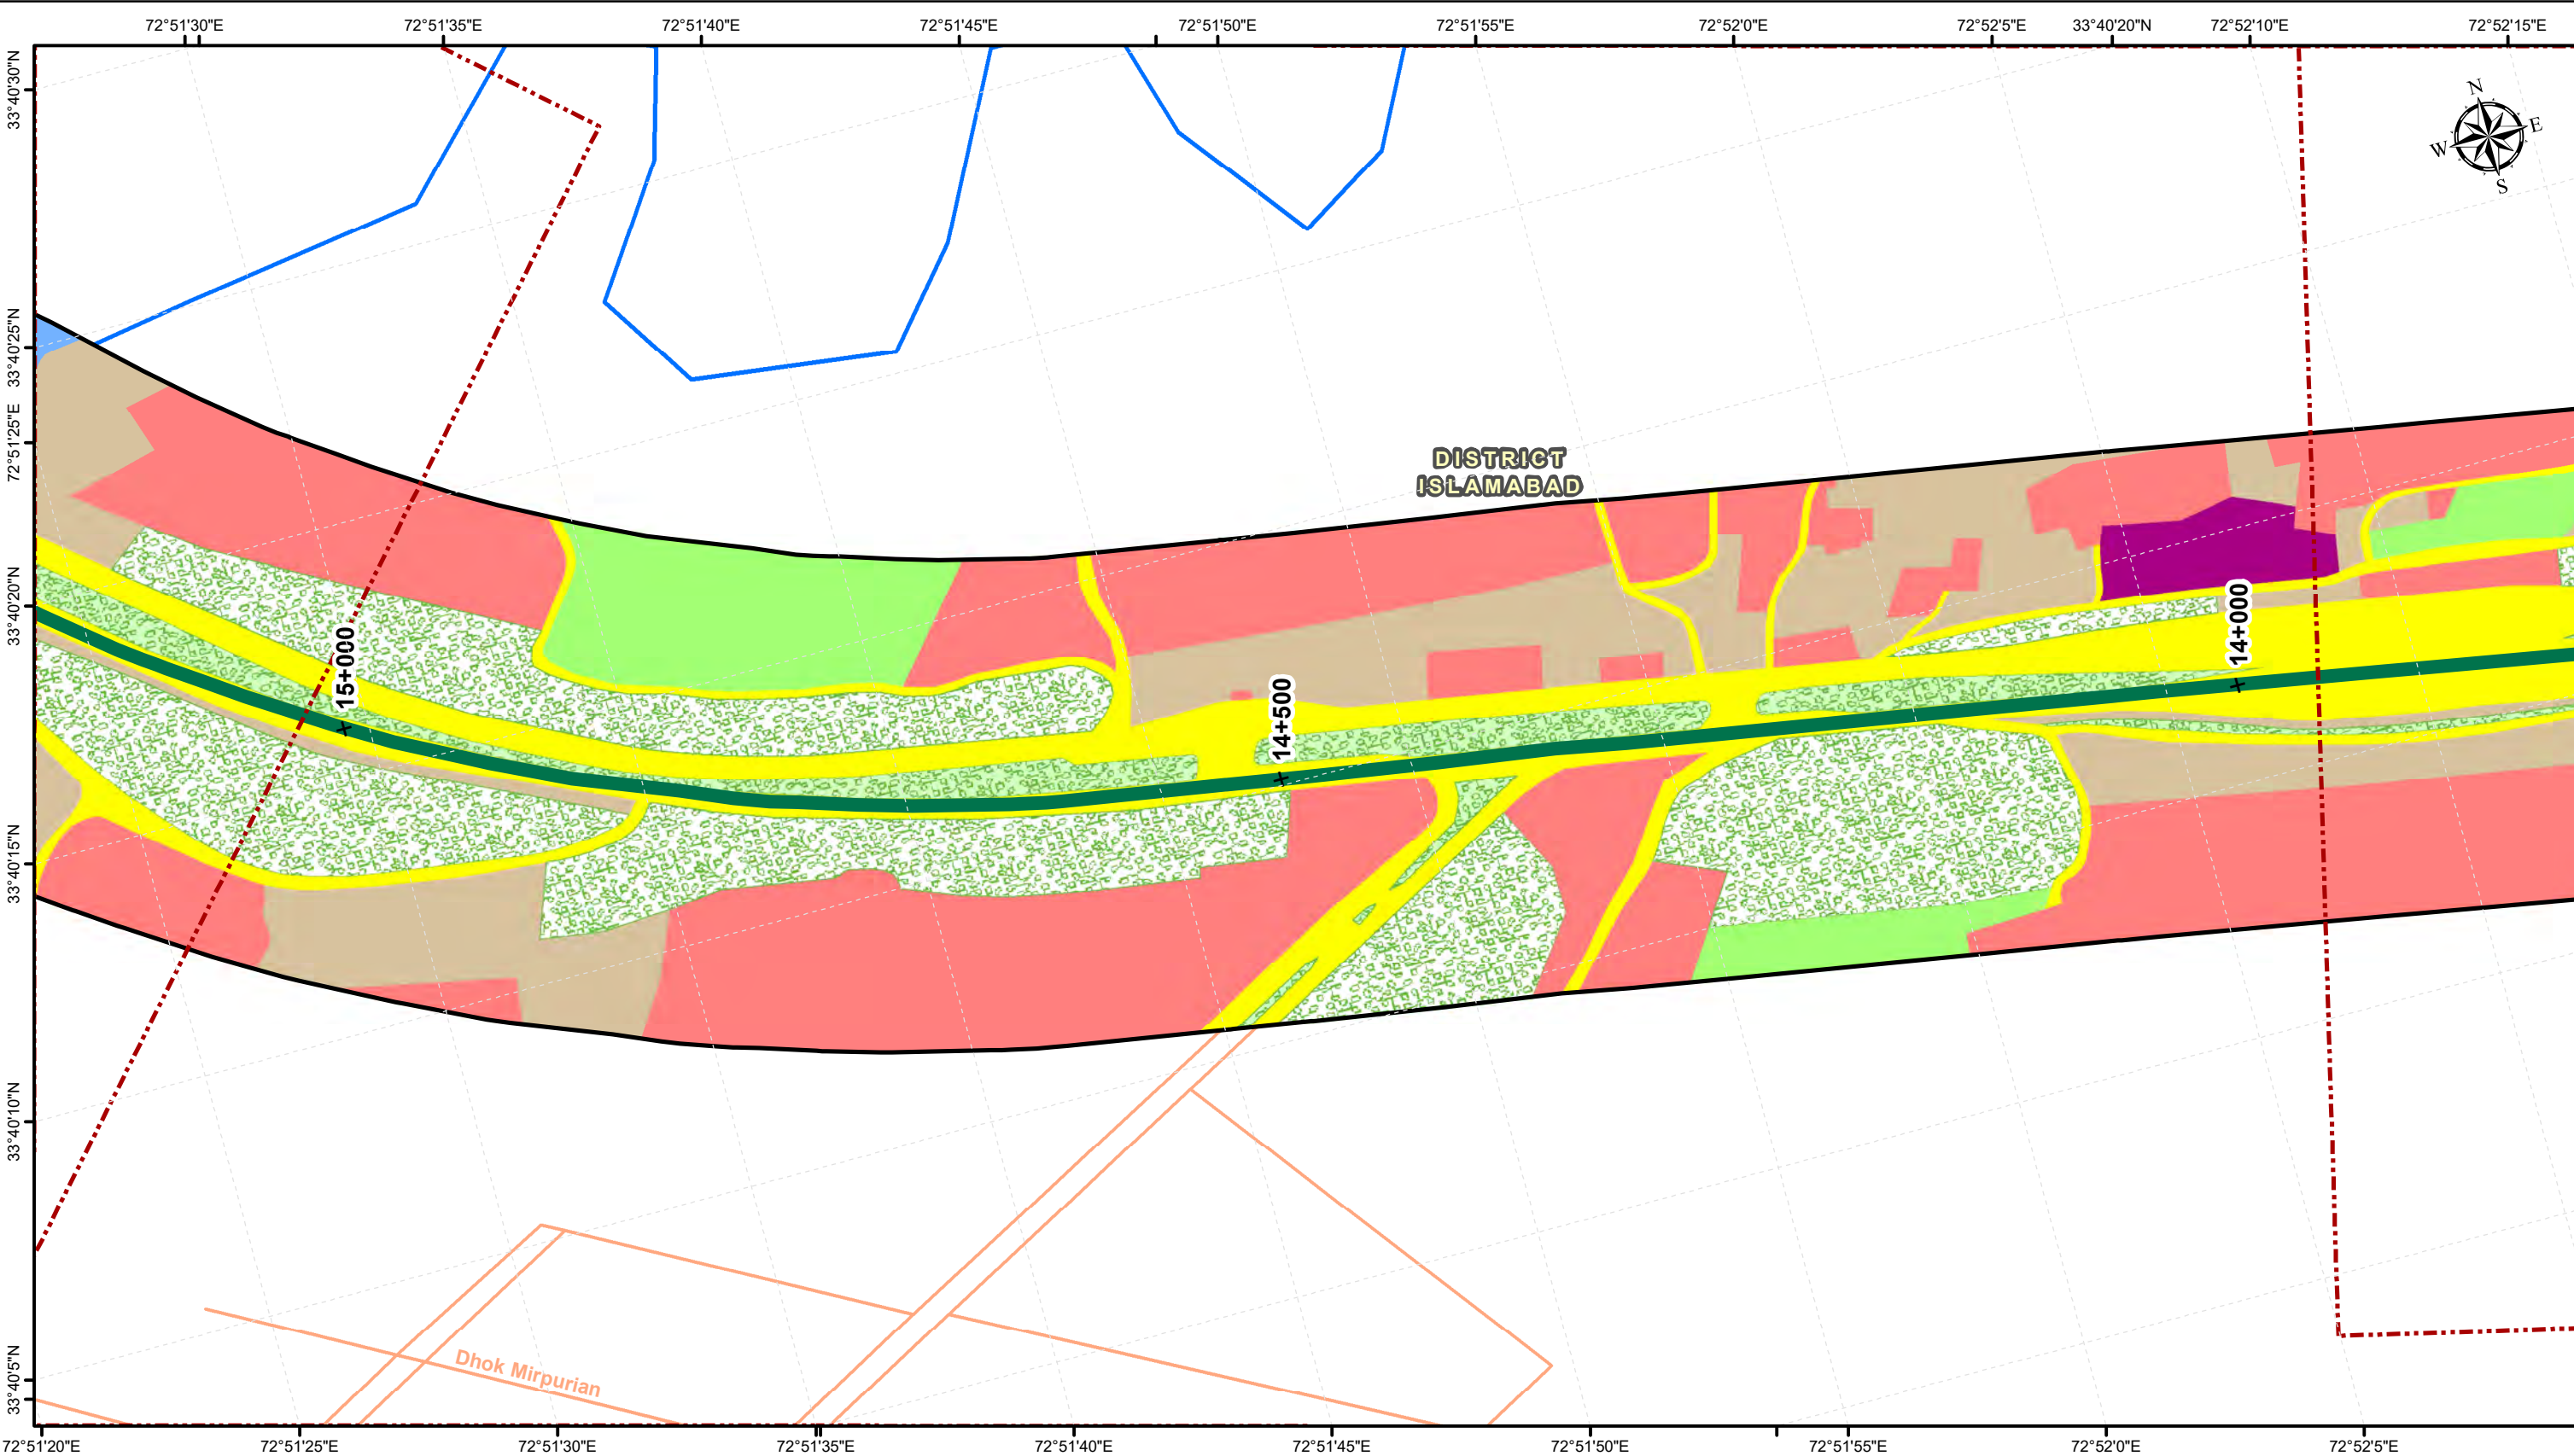 72°51'30"E
72°51'35"E
72°51'40"E
72°51'45"E
72°51'50"E
72°51'55"E
72°52'0"E
72°52'5"E
33°40'20"N
72°52'10"E
72°52'15"E
33°40'30"N
33°40'25"N
72°51'25"E
33°40'20"N
33°40'15"N
33°40'10"N
33°40'5"N
N
E
W
S
DISTRICT
ISLAMABAD
15+000
14+500
14+000
Dhok Mirpurian
72°51'20"E
72°51'25"E
72°51'30"E
72°51'35"E
72°51'40"E
72°51'45"E
72°51'50"E
72°51'55"E
72°52'0"E
72°52'5"E